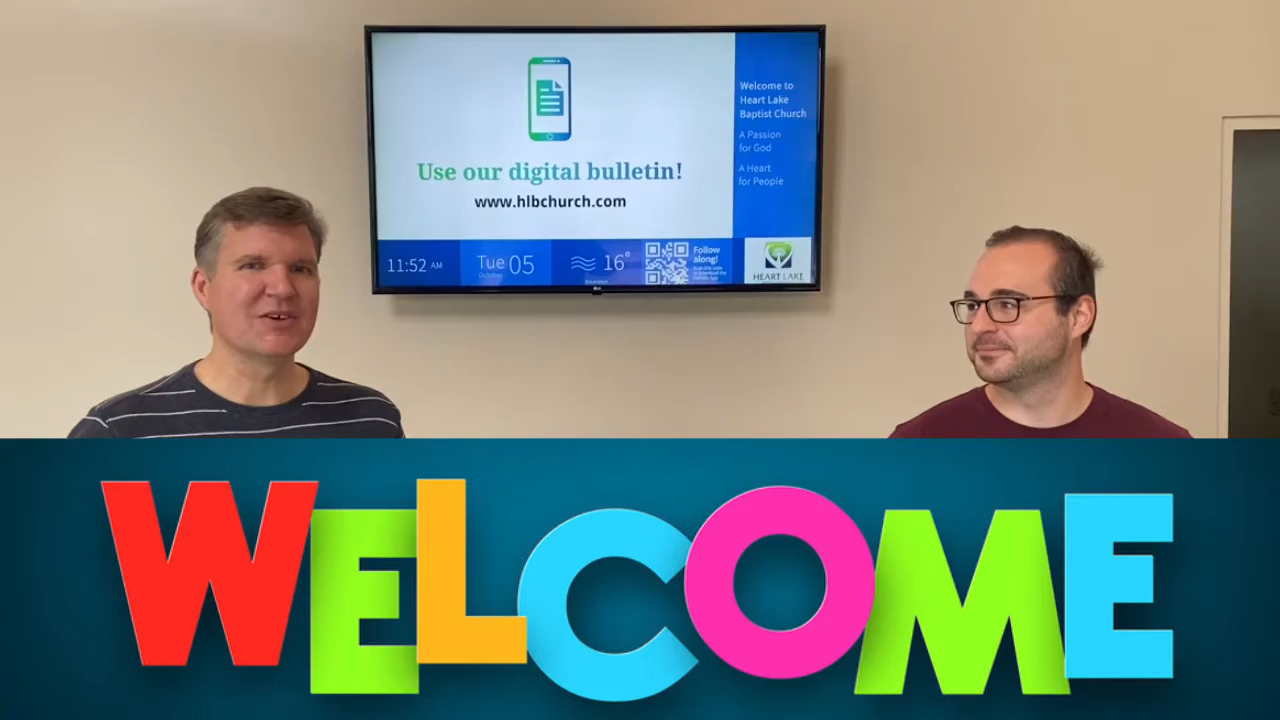 Use our digital bulletin!
www.hlbchurch.com
Welcome to
Heart Lake
Baptist Church
A Passion
for God
A Heart
for People
11:52 AM
Tue 05
October
16°
Follow
along!
HEART LAKE
WELCOME